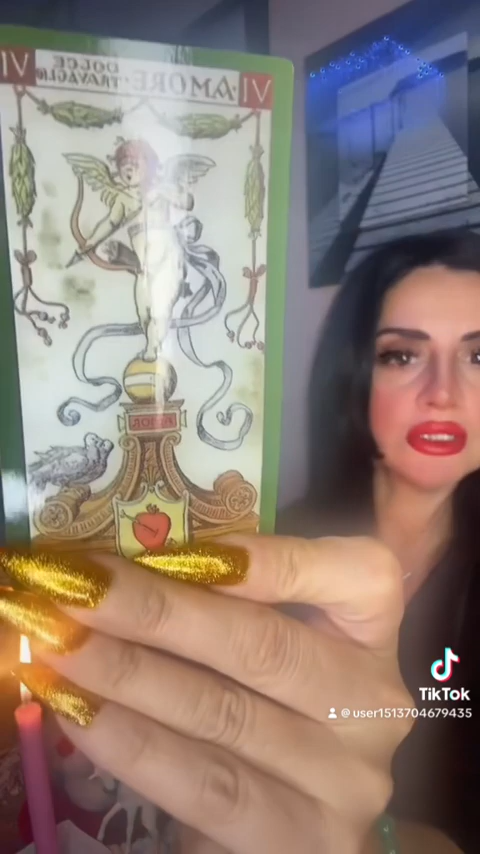 VI
DOLCE
TRAVAGLIO
AMORE
VI
TikTok
@user1513704679435